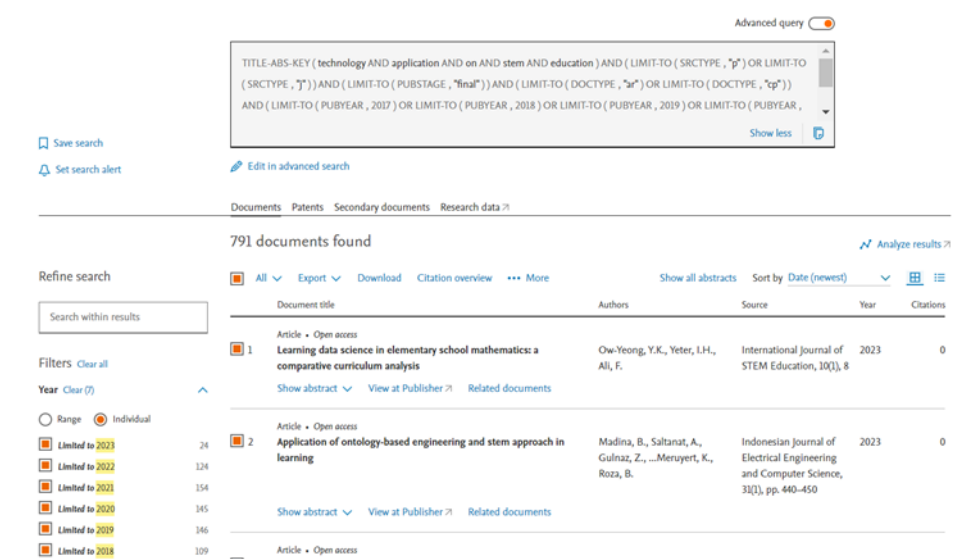 Advanced query
TITLE-ABS-KEY ( technology AND application AND on AND stem AND education ) AND ( LIMIT-TO ( SRCTYPE , "p") OR LIMIT-TO
( SRCTYPE , "j") ) AND ( LIMIT-TO ( PUBSTAGE , "final") ) AND ( LIMIT-TO ( DOCTYPE , "ar") OR LIMIT-TO ( DOCTYPE , "cp") )
AND ( LIMIT-TO ( PUBYEAR , 2017 ) OR LIMIT-TO ( PUBYEAR , 2018 ) OR LIMIT-TO ( PUBYEAR , 2019 ) OR LIMIT-TO ( PUBYEAR ,
Show less
Save search
Set search alert
Edit in advanced search
Documents Patents Secondary documents Research data
791 documents found
Analyze results
Refine search
All Export Download Citation overview ••• More Show all abstracts Sort by Date (newest)
Document title Authors Source Year Citations
Search within results
Filters Clear all
Year Clear (7)
Range Individual
Limited to 2023 24
Limited to 2022 124
Limited to 2021 154
Limited to 2020 145
Limited to 2019 146
Limited to 2018 109
Article • Open access
1 Learning data science in elementary school mathematics: a Ow-Yeong, Y.K., Yeter, I.H., International Journal of 2023 0
comparative curriculum analysis Ali, F. STEM Education, 10(1), 8
Show abstract View at Publisher Related documents
Article • Open access
2 Application of ontology-based engineering and stem approach in Madina, B., Saltanat, A., Indonesian Journal of 2023 0
learning Gulnaz, Z., ...Meruyert, K., Electrical Engineering
Roza, B. and Computer Science,
31(1), pp. 440–450
Show abstract View at Publisher Related documents
Article • Open access